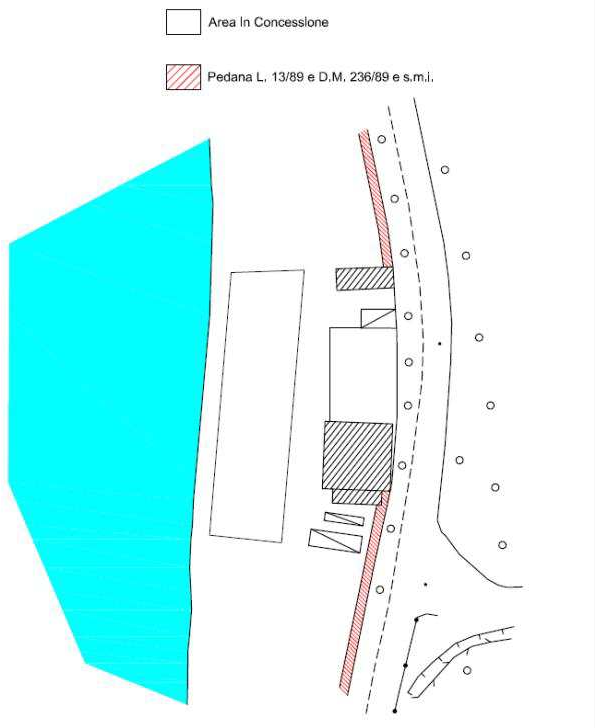 Area In Concessione
Pedana L. 13/89 e D.M. 236/89 e s.m.i.